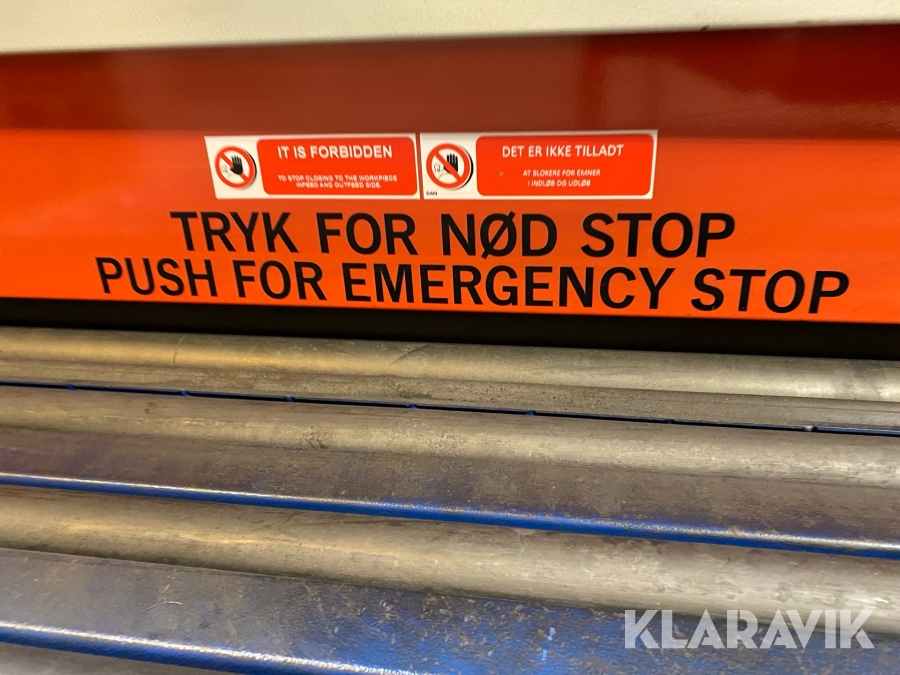 IT IS FORBIDDEN
TO STOP CLOSING TO THE WORKPIECE
INFEED AND OUTFEED SIDE.
DET ER IKKE TILLADT
AT BLOKERE FOR EMNER
I INDLØB OG UDLØB
DAN
TRYK FOR NØD STOP
PUSH FOR EMERGENCY STOP
KLARAVIK